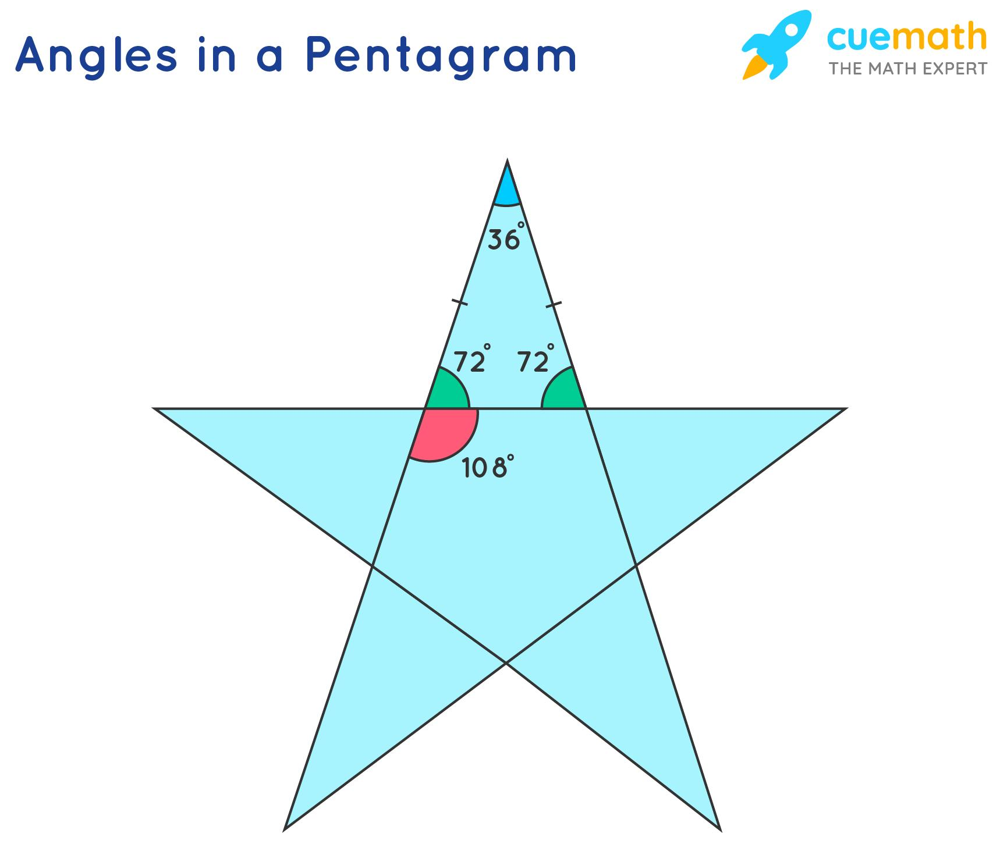 Angles in a Pentagram
cuemath
THE MATH EXPERT
36°
72° 72°
108°